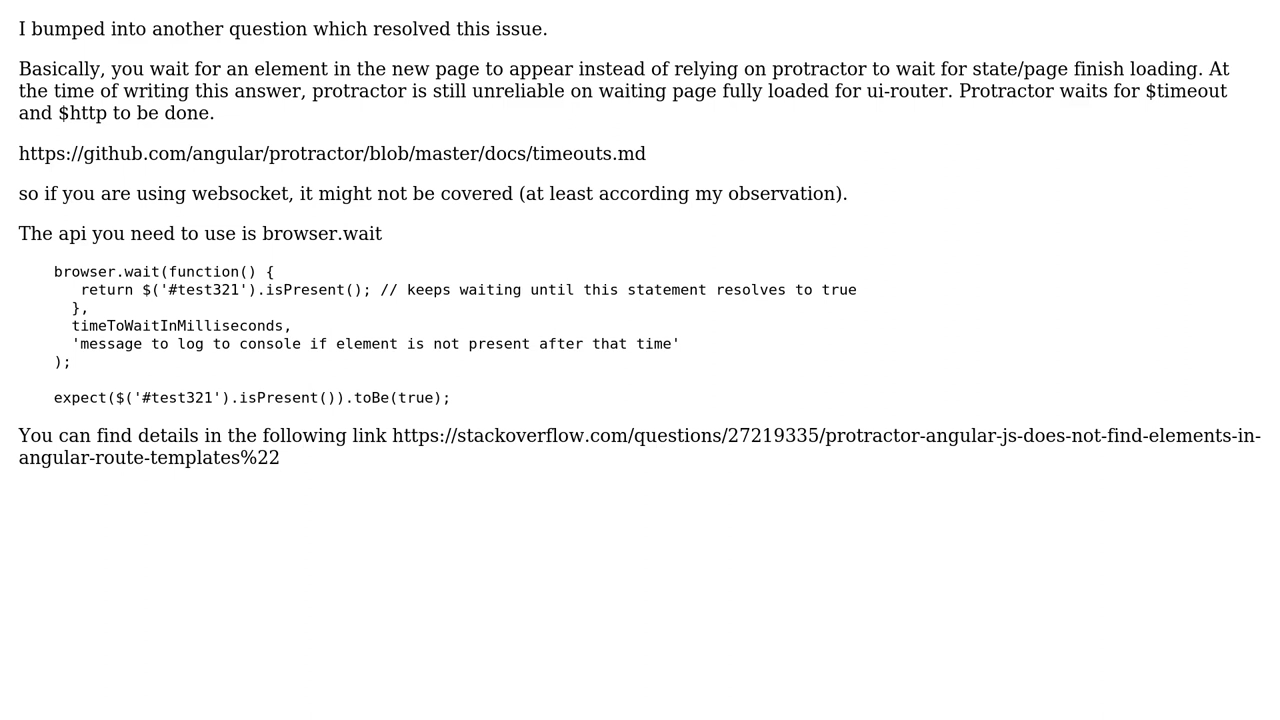 I bumped into another question which resolved this issue.
Basically, you wait for an element in the new page to appear instead of relying on protractor to wait for state/page finish loading. At
the time of writing this answer, protractor is still unreliable on waiting page fully loaded for ui-router. Protractor waits for $timeout
and $http to be done.
https://github.com/angular/protractor/blob/master/docs/timeouts.md
so if you are using websocket, it might not be covered (at least according my observation).
The api you need to use is browser.wait
browser.wait(function() {
   return $('#test321').isPresent(); // keeps waiting until this statement resolves to true
  },
  timeToWaitInMilliseconds,
  'message to log to console if element is not present after that time'
);
expect($('#test321').isPresent()).toBe(true);
You can find details in the following link https://stackoverflow.com/questions/27219335/protractor-angular-js-does-not-find-elements-in-
angular-route-templates%22